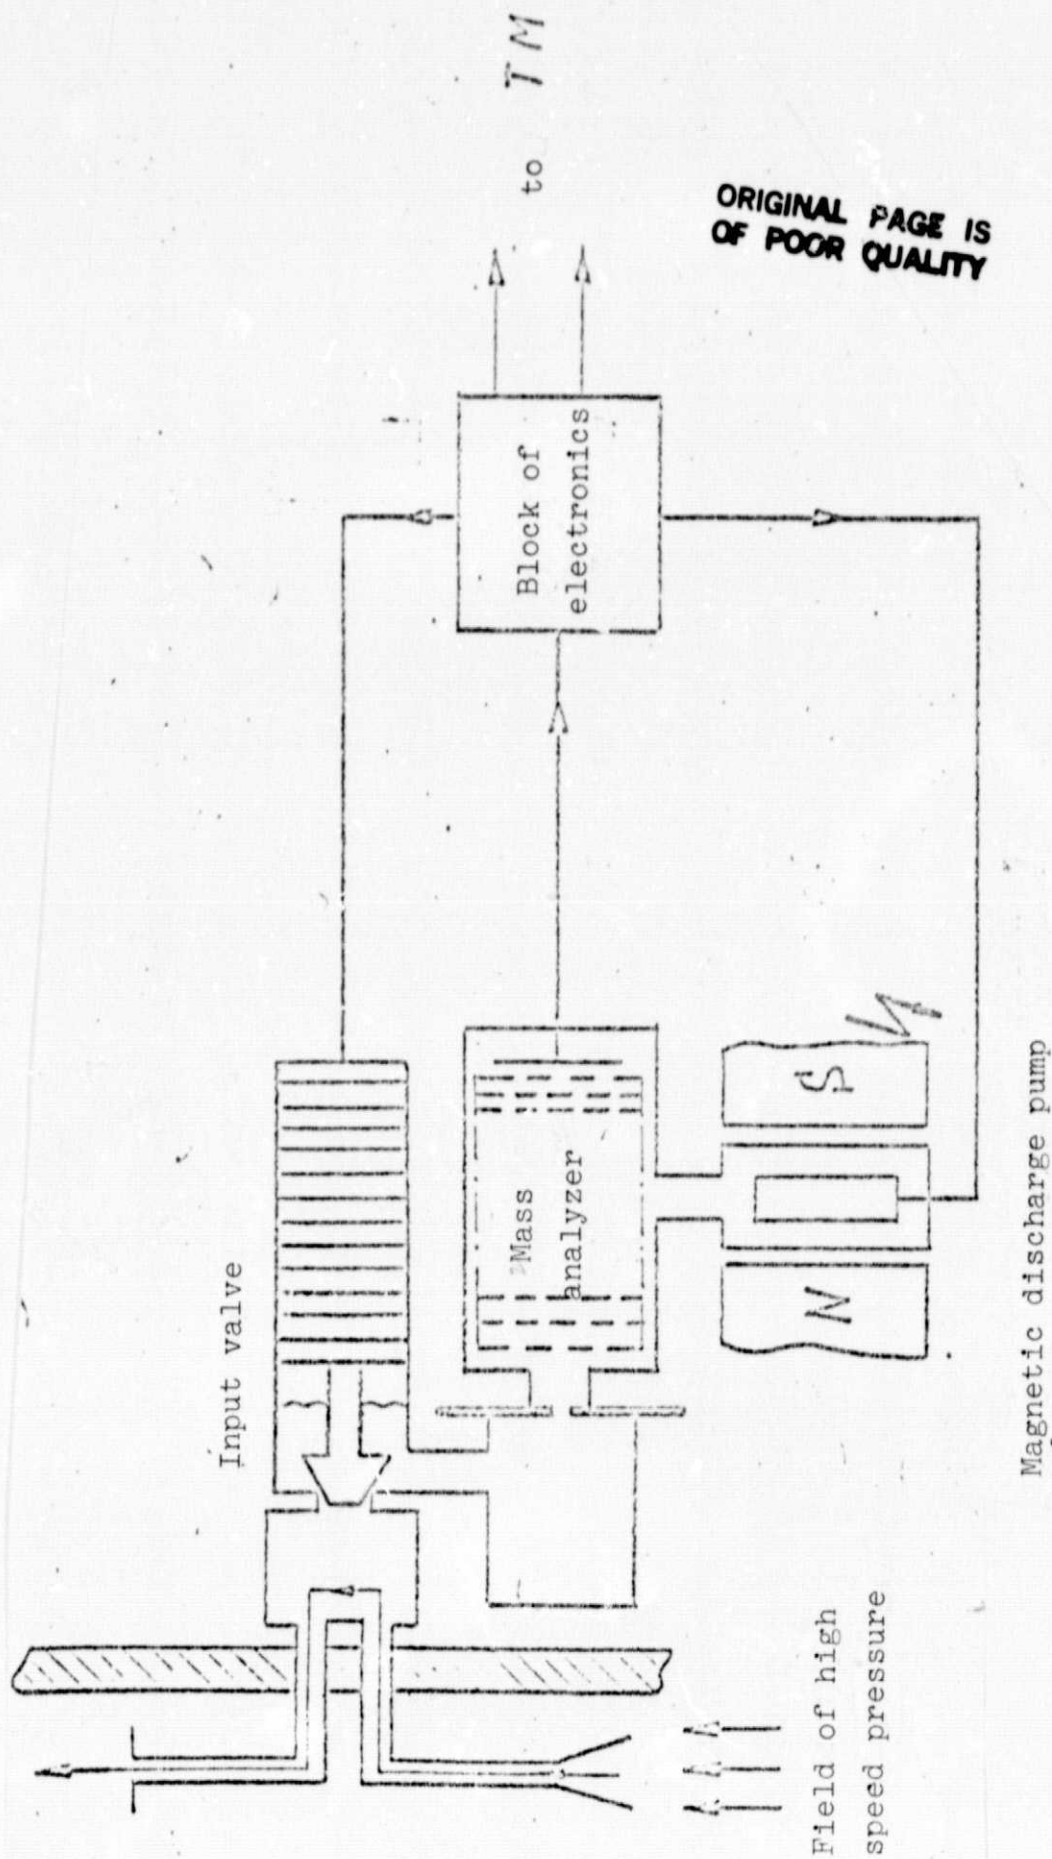 Field of high
speed pressure
Input valve
Mass
analyzer
N
S
Magnetic discharge pump
Block of
electronics
to TM
ORIGINAL PAGE IS
OF POOR QUALITY